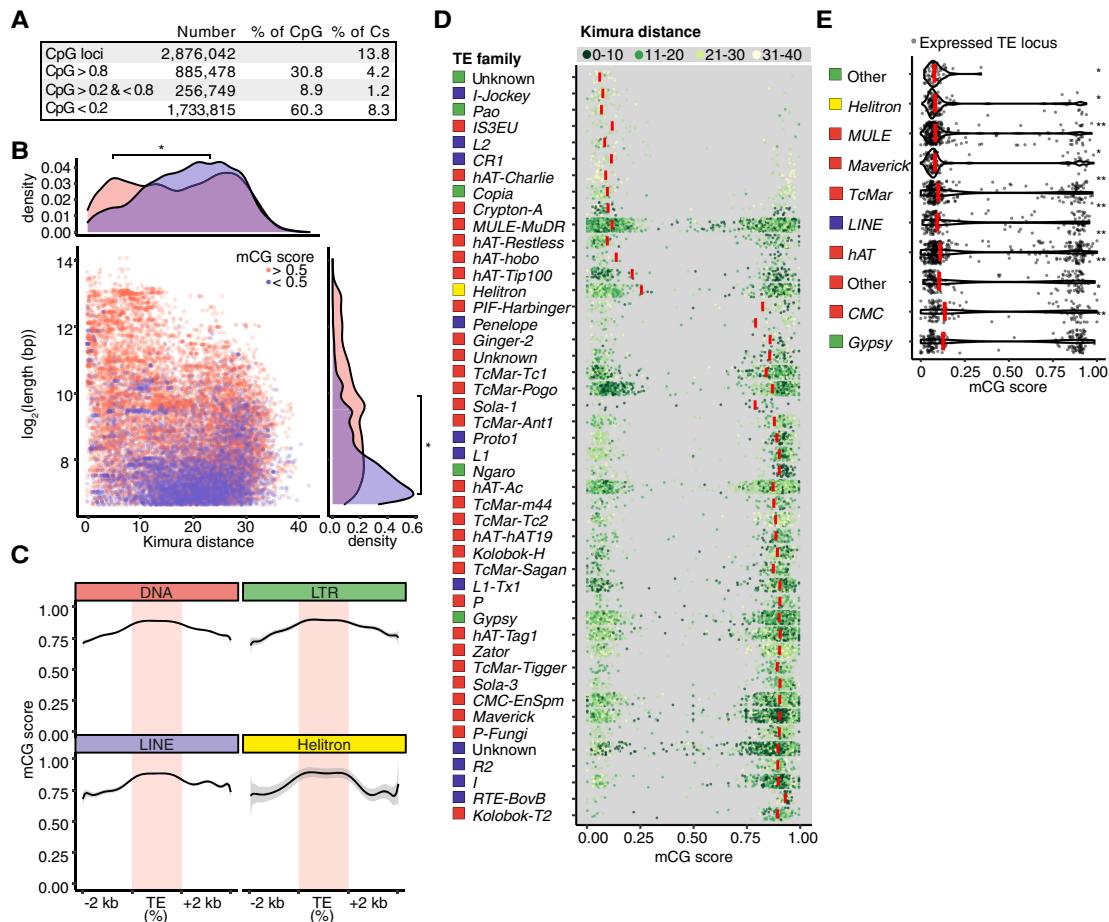 A
Number % of CpG % of Cs
CpG loci 2,876,042 13.8
CpG > 0.8 885,478 30.8 4.2
CpG > 0.2 & < 0.8 256,749 8.9 1.2
CpG < 0.2 1,733,815 60.3 8.3
B
*
density
0.04
0.03
0.02
0.01
0.00
mCG score
> 0.5
< 0.5
log2(length (bp))
14
12
10
8
0 10 20 30 40
Kimura distance
*
0.0 0.2 0.4 0.6
density
C
DNA LTR
1.00
0.75
0.50
0.25
0.00
LINE Helitron
1.00
0.75
0.50
0.25
0.00
mCG score
-2 kb TE (%) +2 kb
-2 kb TE (%) +2 kb
D
Kimura distance
TE family
0-10 11-20 21-30 31-40
Unknown
I-Jockey
Pao
IS3EU
L2
CR1
hAT-Charlie
Copia
Crypton-A
MULE-MuDR
hAT-Restless
hAT-hobo
hAT-Tip100
Helitron
PIF-Harbinger
Penelope
Ginger-2
Unknown
TcMar-Tc1
TcMar-Pogo
Sola-1
TcMar-Ant1
Proto1
L1
Ngaro
hAT-Ac
TcMar-m44
TcMar-Tc2
hAT-hAT19
Kolobok-H
TcMar-Sagan
L1-Tx1
P
Gypsy
hAT-Tag1
Zator
TcMar-Tigger
Sola-3
CMC-EnSpm
Maverick
P-Fungi
Unknown
R2
I
RTE-BovB
Kolobok-T2
0.00 0.25 0.50 0.75 1.00
mCG score
E
Expressed TE locus
Other *
Helitron *
MULE **
Maverick *
TcMar **
LINE **
hAT **
Other **
CMC *
Gypsy **
0 0.25 0.50 0.75 1.00
mCG score